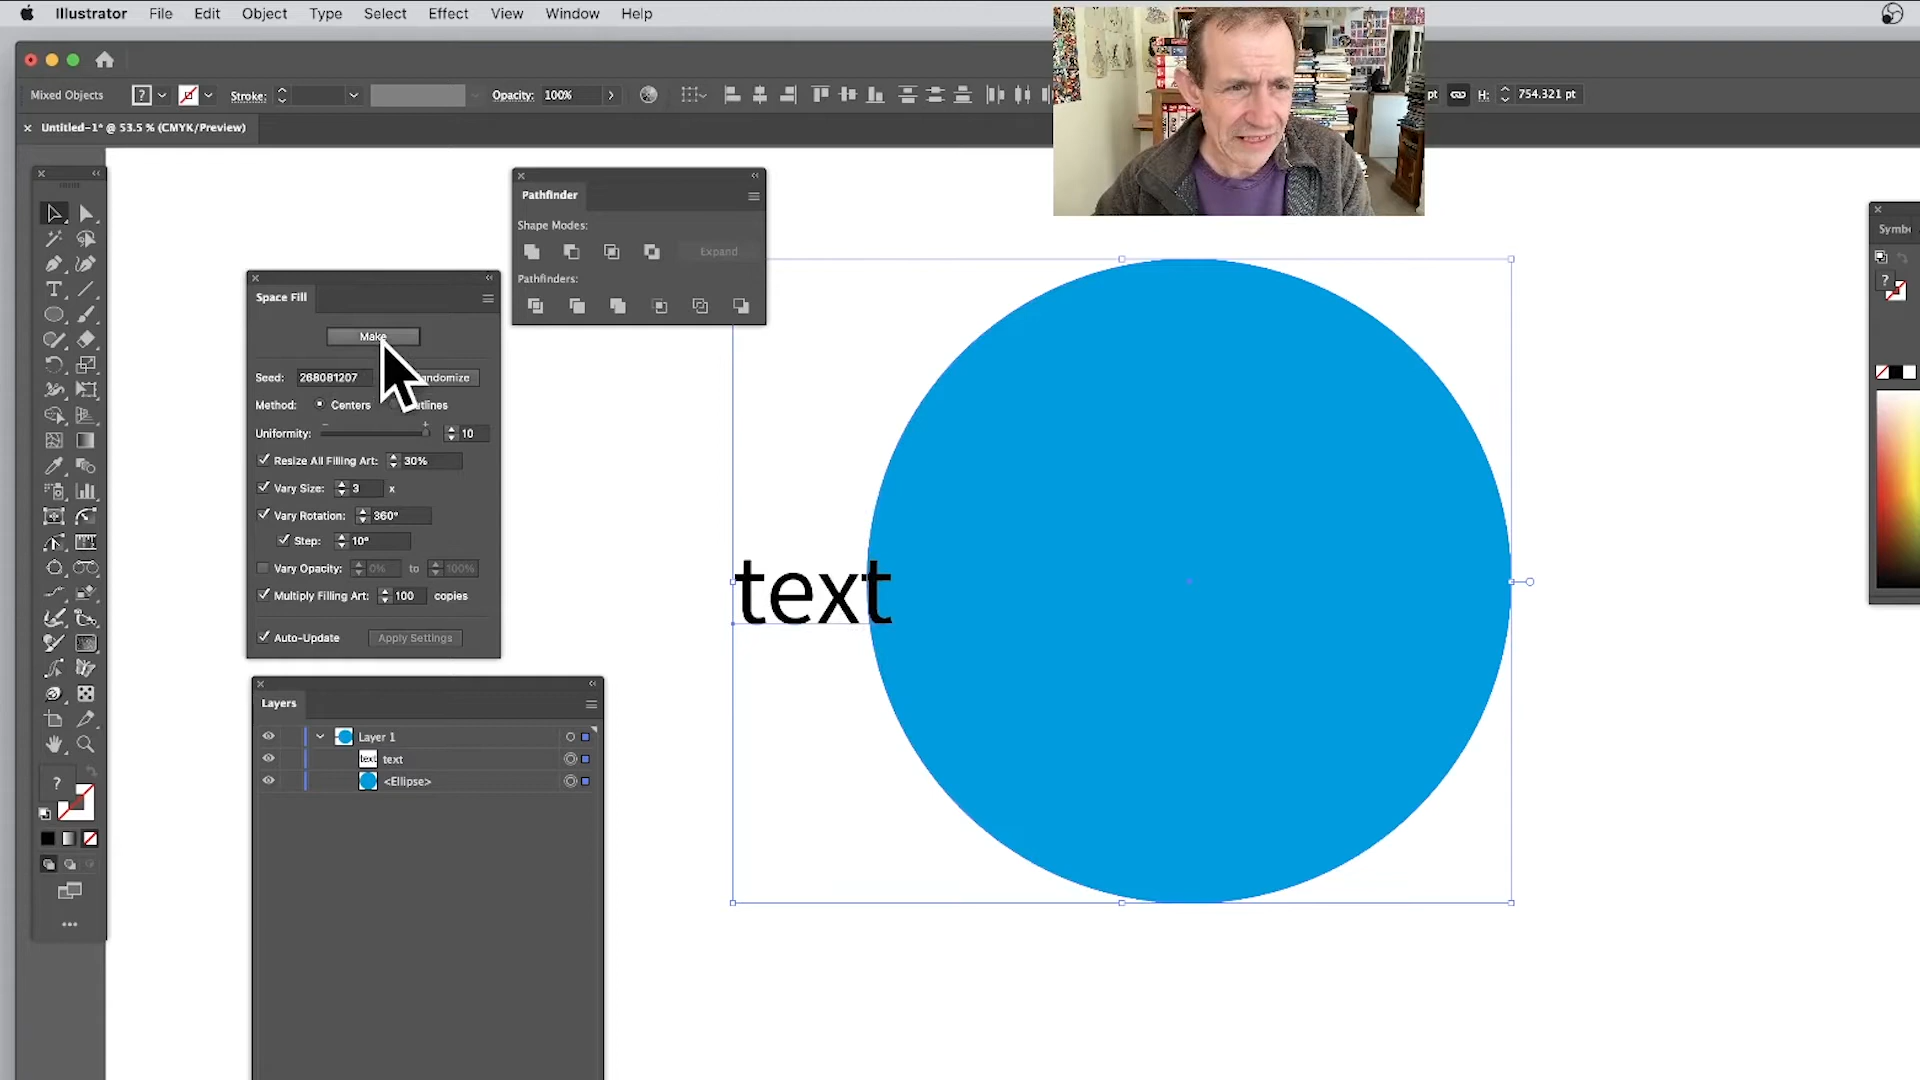 Illustrator File Edit Object Type Select Effect View Window Help
Mixed Objects ? Stroke: Opacity: 100% pt H: 754.321 pt
Untitled-1* @ 53.5 % (CMYK/Preview)
Pathfinder
Shape Modes:
Expand
Pathfinders:
Space Fill
Make
Seed: 268081207
Method: Centers
Uniformity: - + 10
Resize All Filling Art: 30%
Vary Size: 3 x
Vary Rotation: 360°
Step: 10°
Vary Opacity: 0% to 100%
Multiply Filling Art: 100 copies
Auto-Update Apply Settings
text
Layers
Layer 1
text text
<Ellipse>
?
?